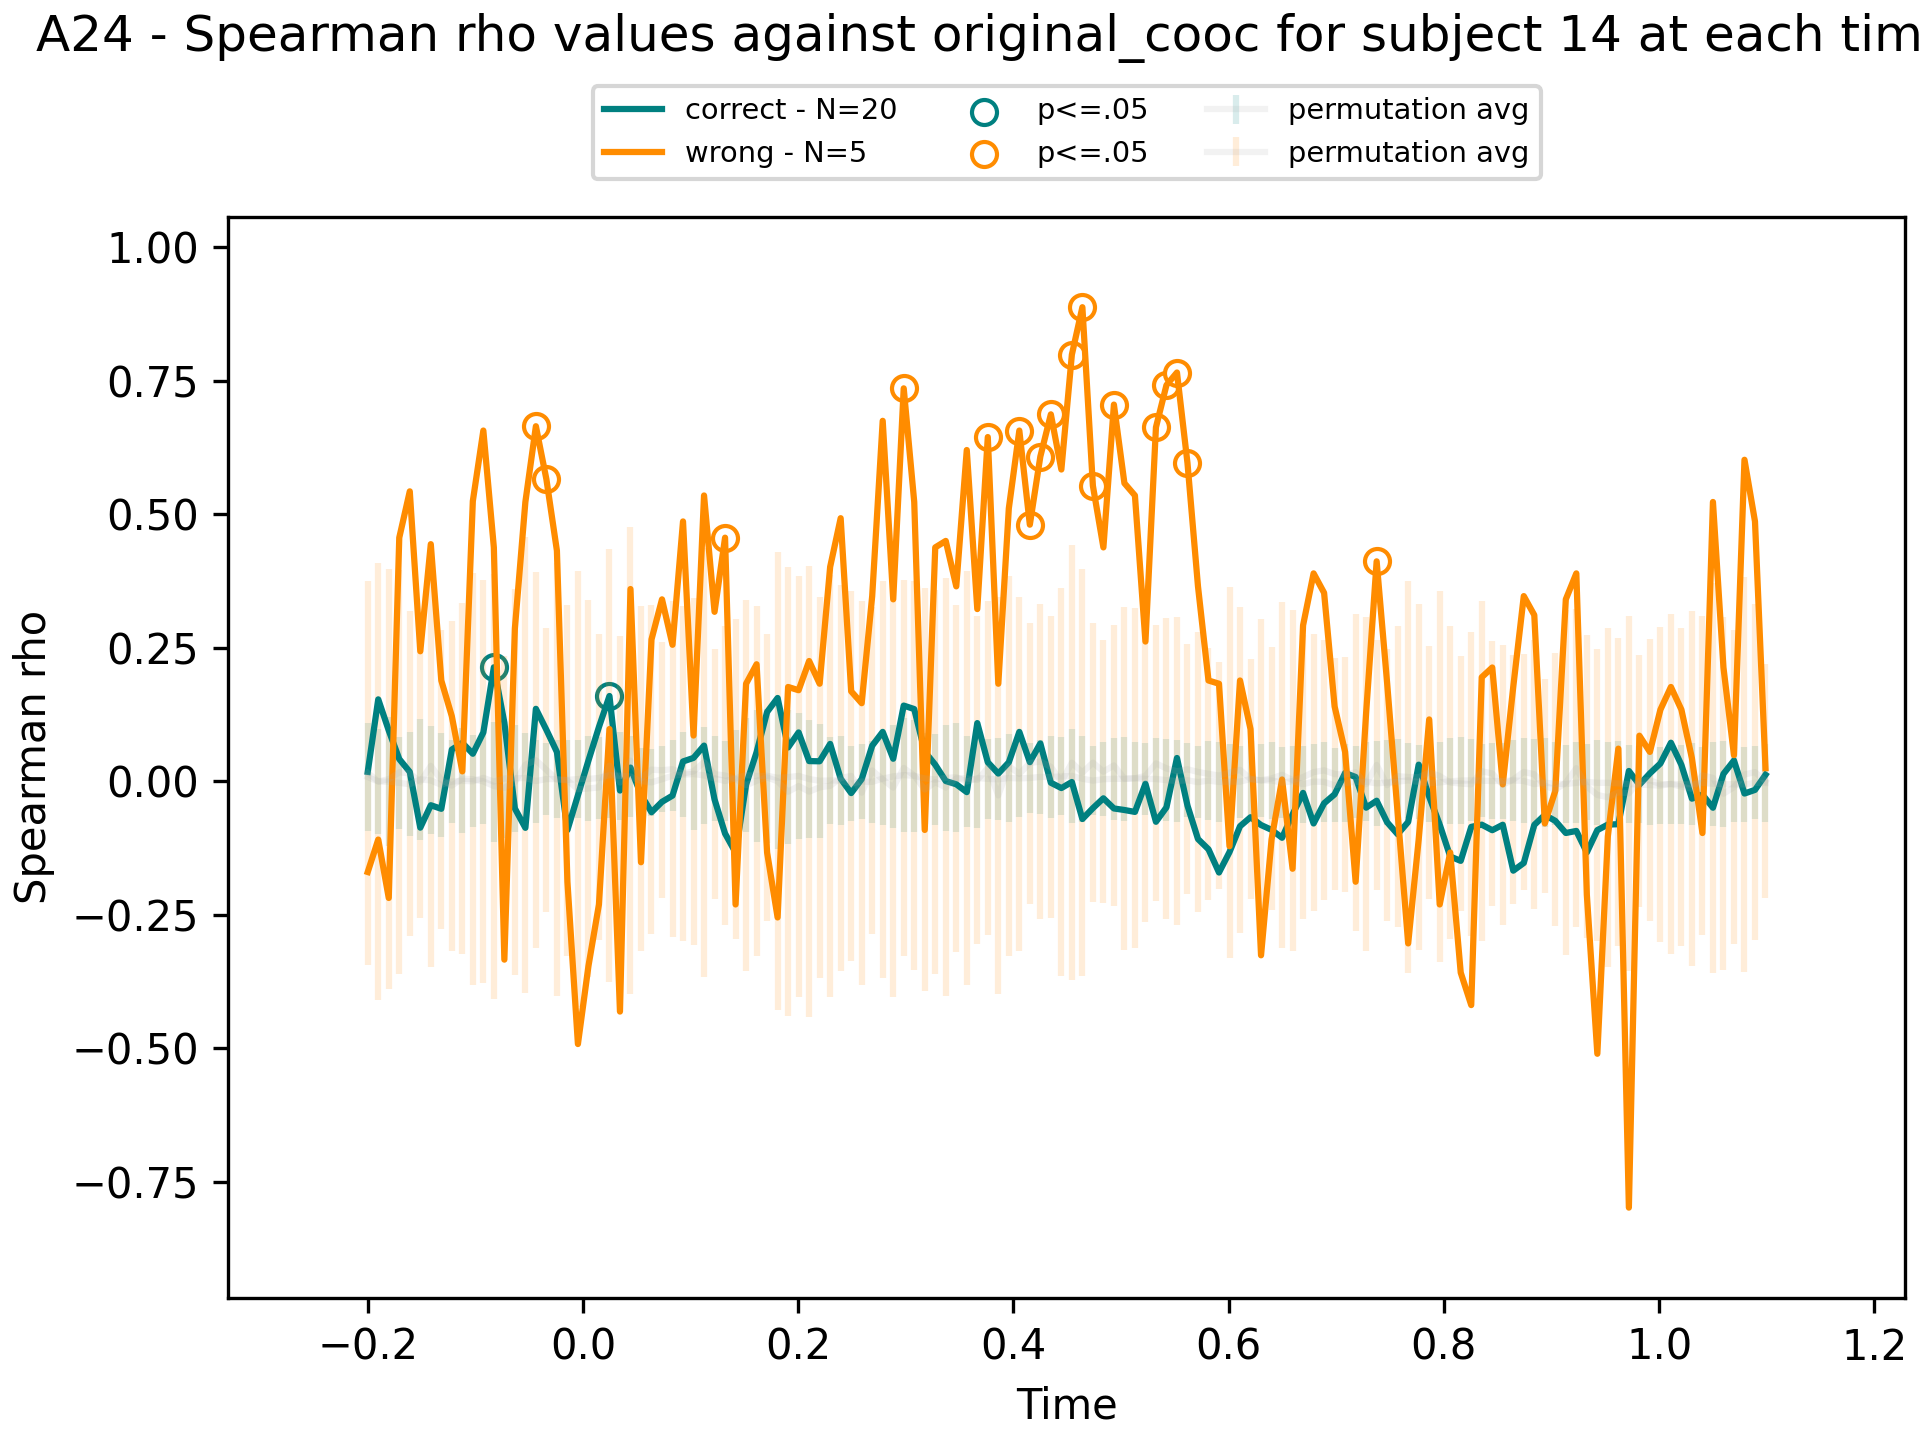 A24 - Spearman rho values against original_cooc for subject 14 at each tim
correct - N=20
wrong - N=5
p<=.05
p<=.05
permutation avg
permutation avg
1.00
0.75
0.50
0.25
0.00
−0.25
−0.50
−0.75
Spearman rho
−0.2
0.0
0.2
0.4
0.6
0.8
1.0
1.2
Time